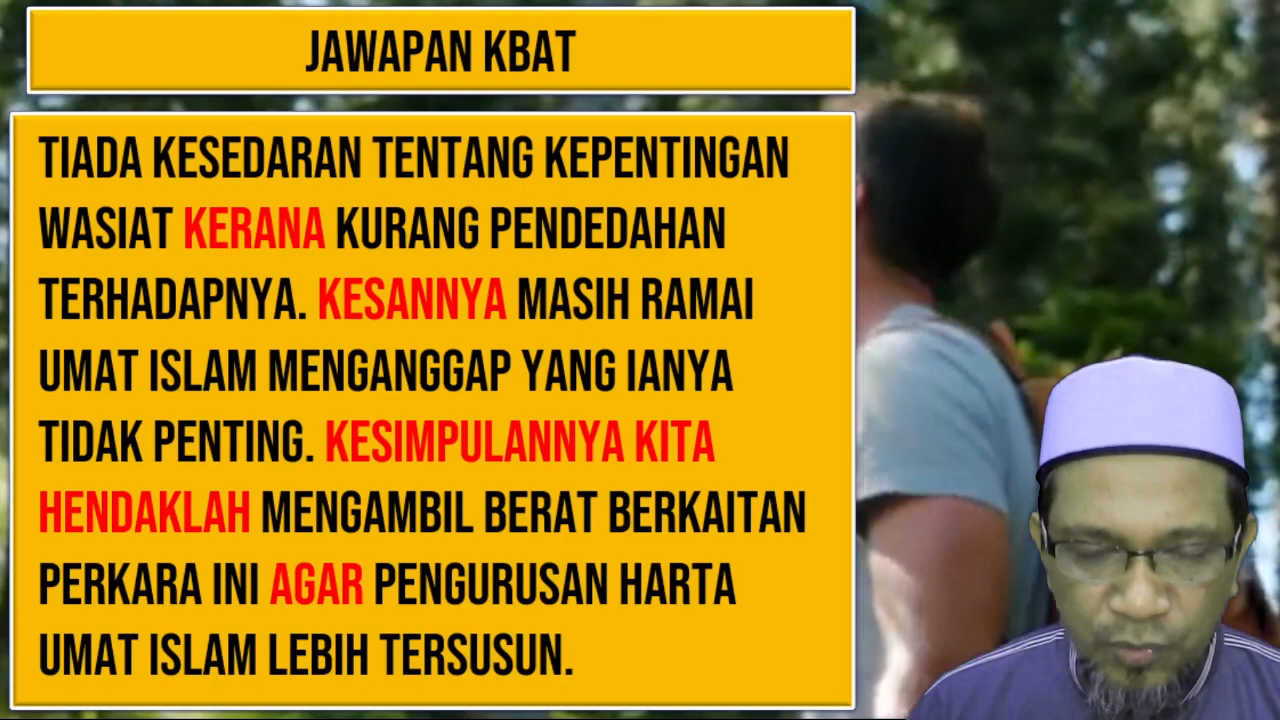 JAWAPAN KBAT
TIADA KESEDARAN TENTANG KEPENTINGAN
WASIAT KERANA KURANG PENDEDAHAN
TERHADAPNYA. KESANNYA MASIH RAMAI
UMAT ISLAM MENGANGGAP YANG IANYA
TIDAK PENTING. KESIMPULANNYA KITA
HENDAKLAH MENGAMBIL BERAT BERKAITAN
PERKARA INI AGAR PENGURUSAN HARTA
UMAT ISLAM LEBIH TERSUSUN.